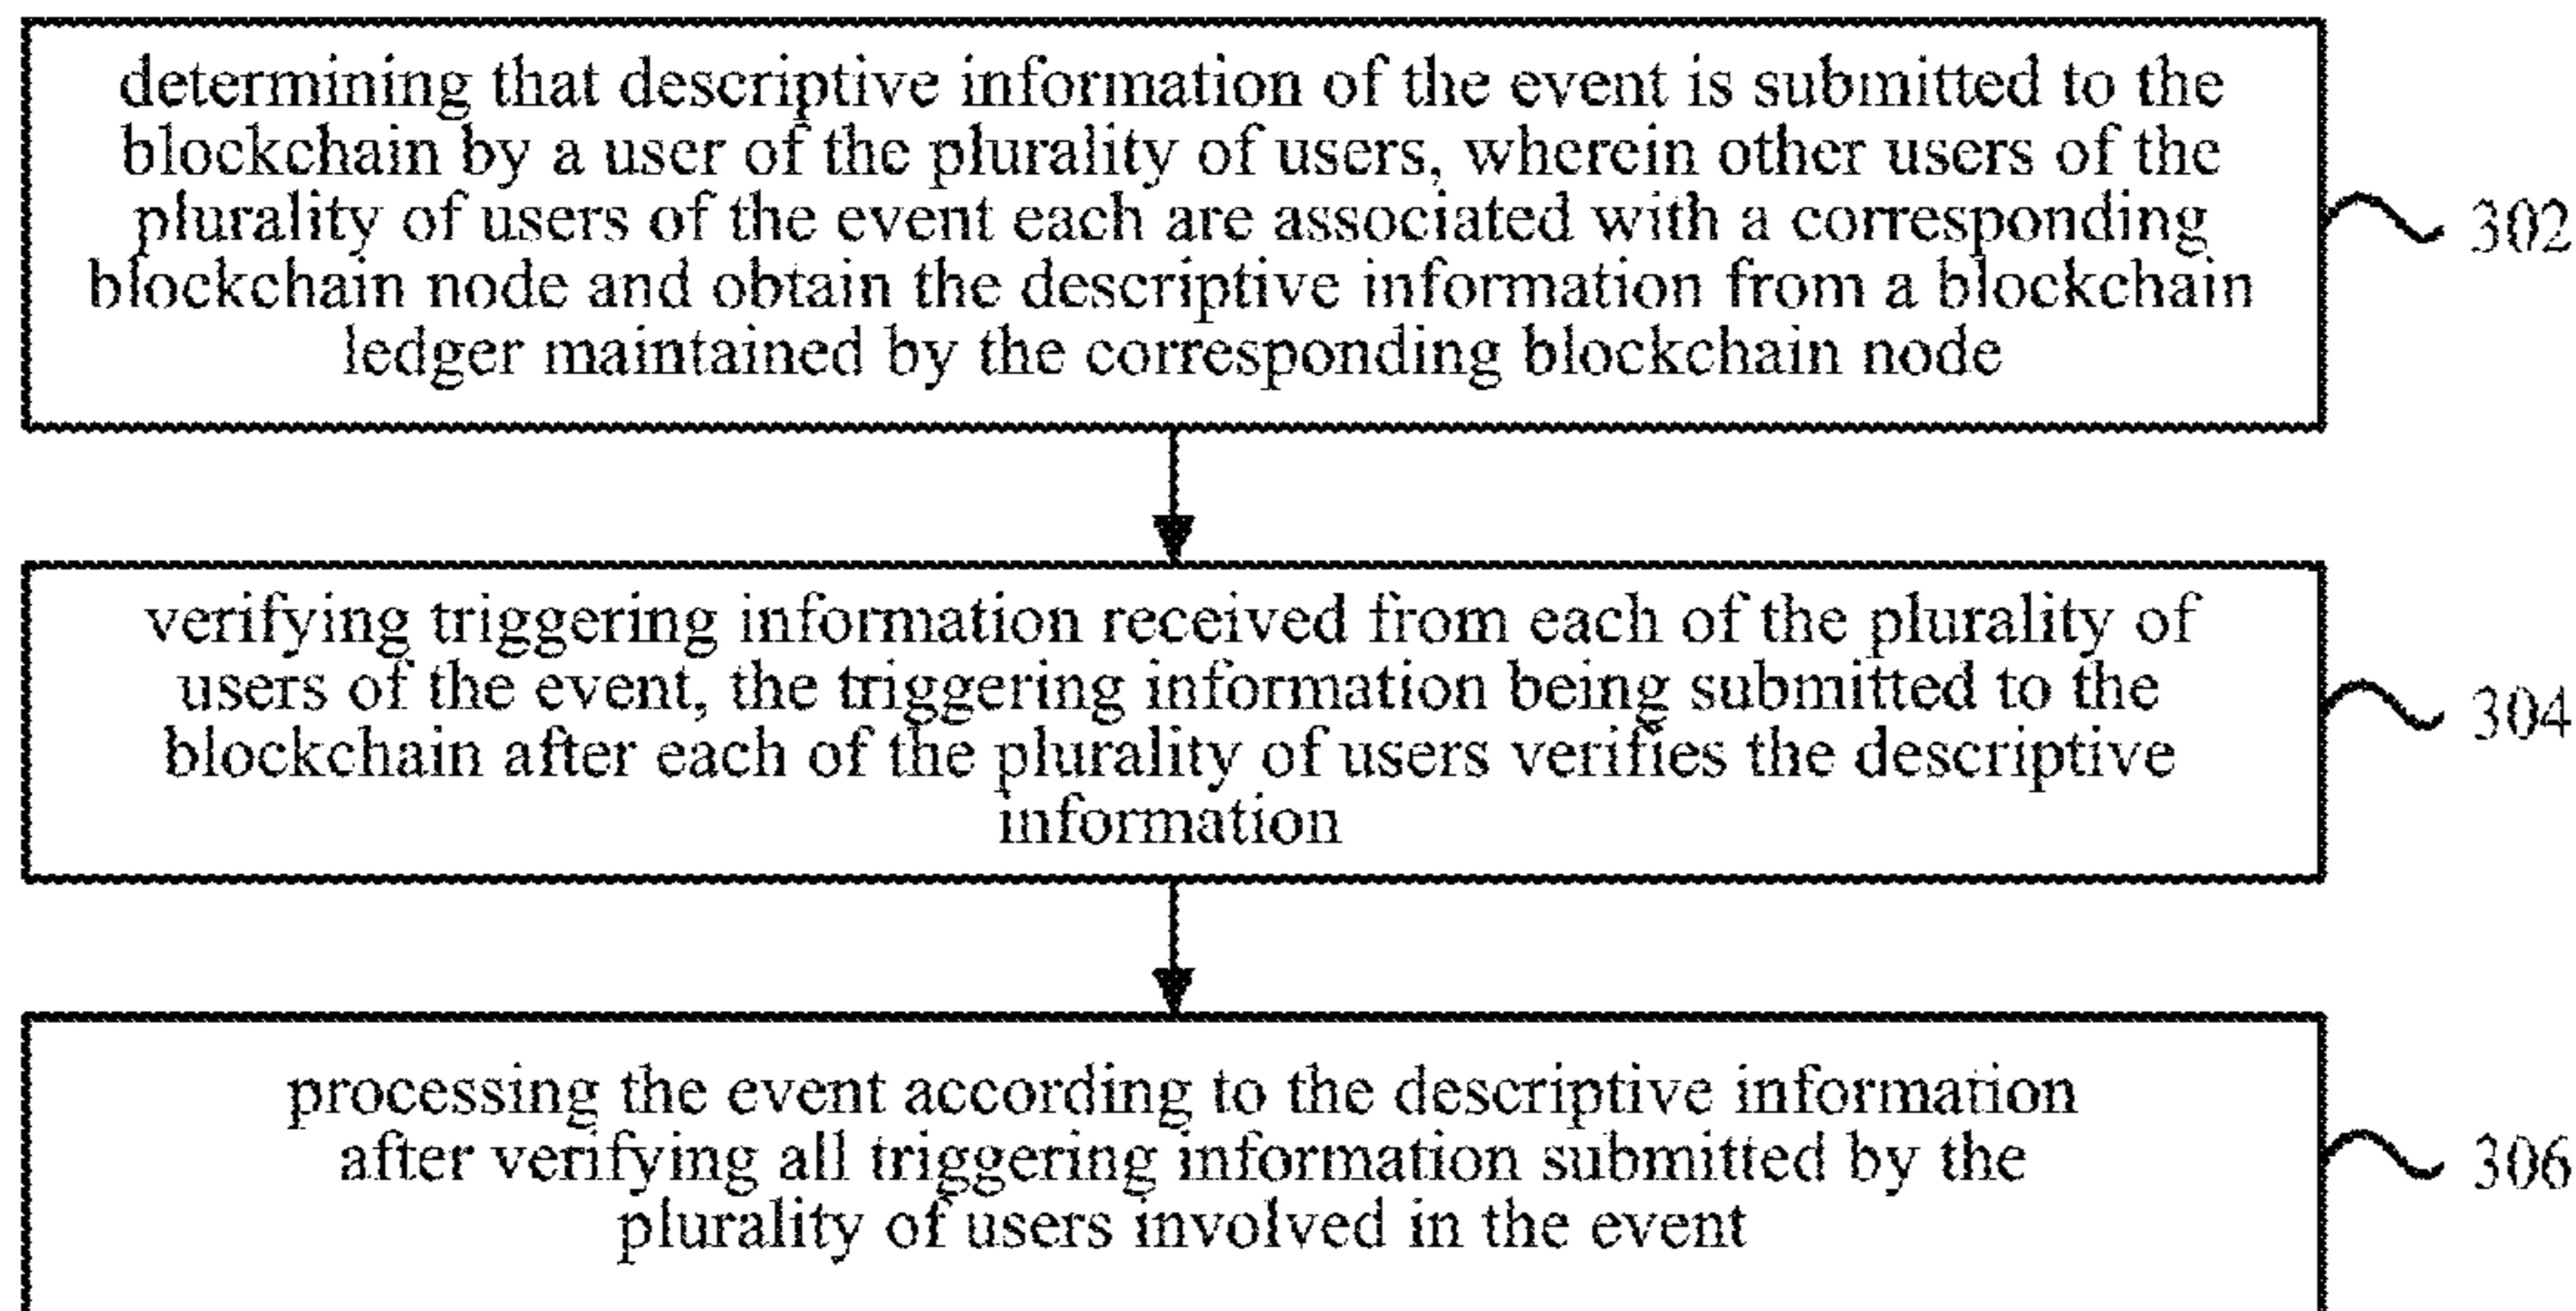 determining that descriptive information of the event is submitted to the
blockchain by a user of the plurality of users, wherein other users of the
plurality of users of the event each are associated with a corresponding
blockchain node and obtain the descriptive information from a blockchain
ledger maintained by the corresponding blockchain node
302
verifying triggering information received from each of the plurality of
users of the event, the triggering information being submitted to the
blockchain after each of the plurality of users verifies the descriptive
information
304
processing the event according to the descriptive information
after verifying all triggering information submitted by the
plurality of users involved in the event
306